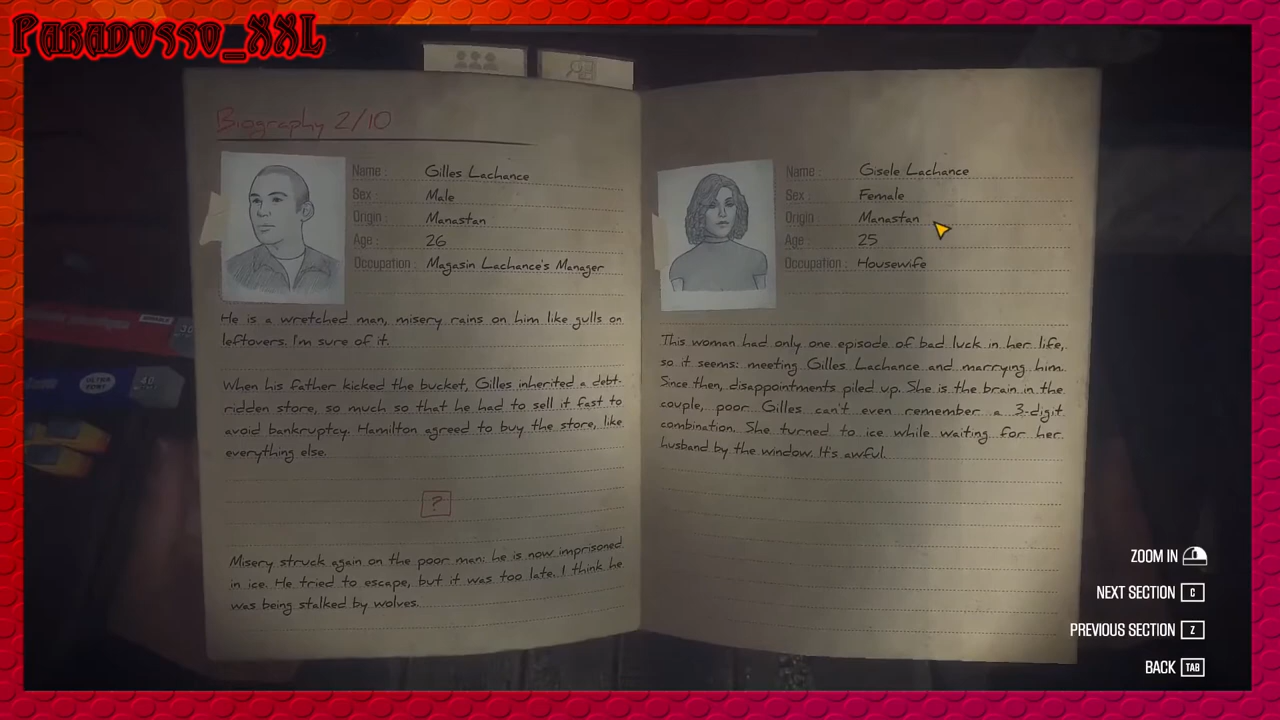 Paradosso_XXL
Biography 2/10
Name : Gilles Lachance
Sex : Male
Origin : Manastan
Age : 26
Occupation : Magasin Lachance's Manager
He is a wretched man, misery rains on him like gulls on
leftovers. I'm sure of it.
When his father kicked the bucket, Gilles inherited a debt-
ridden store, so much so that he had to sell it fast to
avoid bankruptcy. Hamilton agreed to buy the store, like
everything else.
?
Misery struck again on the poor man: he is now imprisoned
in ice. He tried to escape, but it was too late. I think he
was being stalked by wolves.
Name : Gisele Lachance
Sex : Female
Origin Manastan
Age : 25
Occupation : Housewife
This woman had only one episode of bad luck in her life,
so it seems: meeting Gilles Lachance and marrying him.
Since then, disappointments piled up. She is the brain in the
couple, poor Gilles can't even remember a 3-digit
combination. She turned to ice while waiting for her
husband by the window. It's awful.
ZOOM IN
NEXT SECTION C
PREVIOUS SECTION Z
BACK TAB